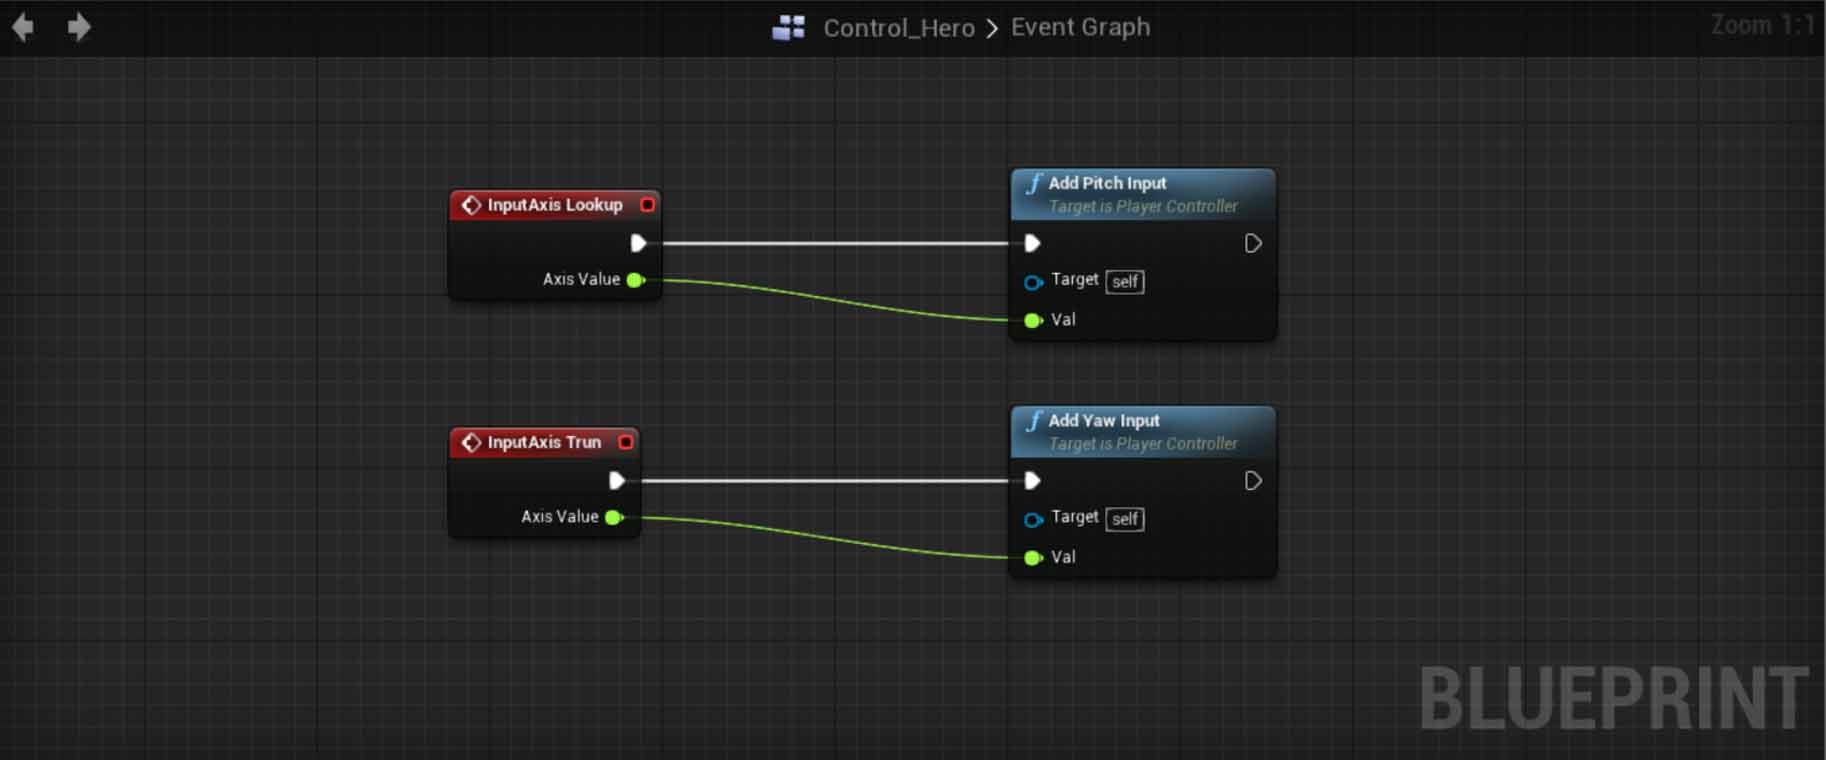 Control_Hero > Event Graph
Zoom 1:1
InputAxis Lookup
Axis Value
f Add Pitch Input
Target is Player Controller
Target self
Val
InputAxis Trun
Axis Value
f Add Yaw Input
Target is Player Controller
Target self
Val
BLUEPRINT